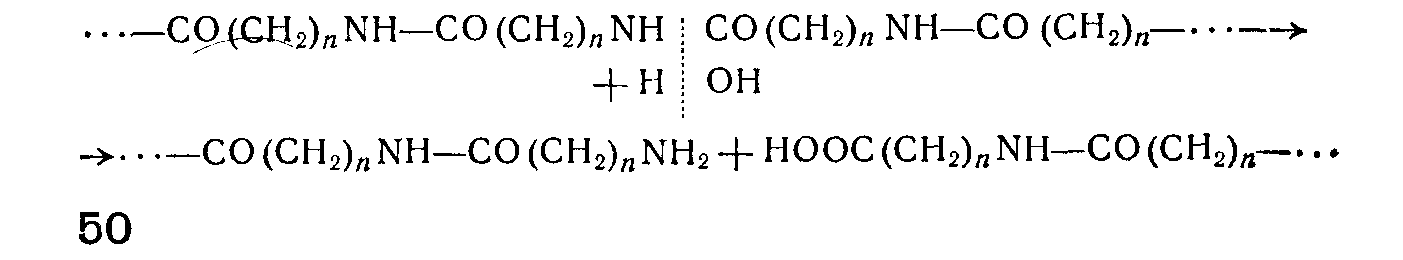 ···—CO(CH₂)ₙNH—CO(CH₂)ₙNH ┊ CO(CH₂)ₙNH—CO(CH₂)ₙ—···—→
+H ┊ OH
→···—CO(CH₂)ₙNH—CO(CH₂)ₙNH₂+HOOC(CH₂)ₙNH—CO(CH₂)ₙ—···
50